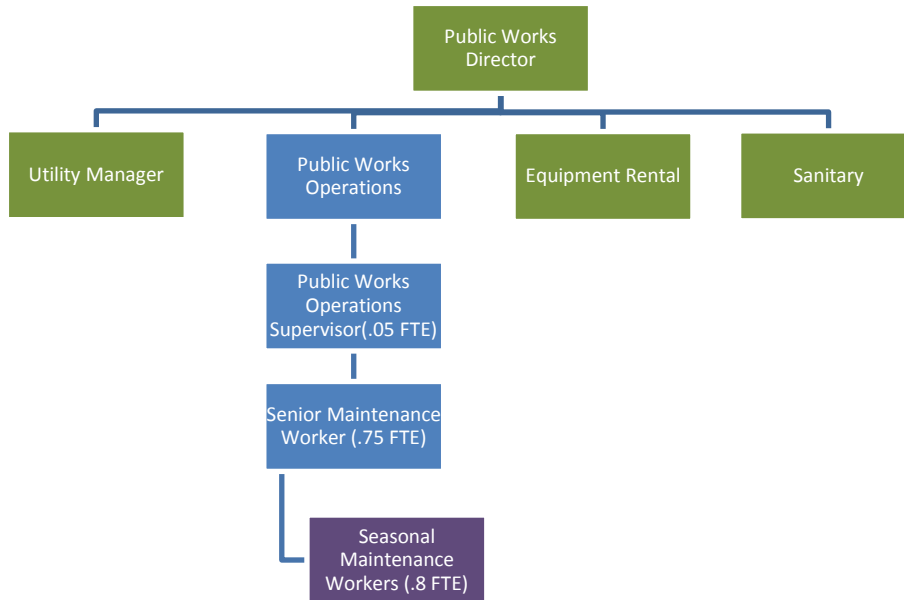 Public Works
Director
Utility Manager
Public Works
Operations
Equipment Rental
Sanitary
Public Works
Operations
Supervisor(.05 FTE)
Senior Maintenance
Worker (.75 FTE)
Seasonal
Maintenance
Workers (.8 FTE)